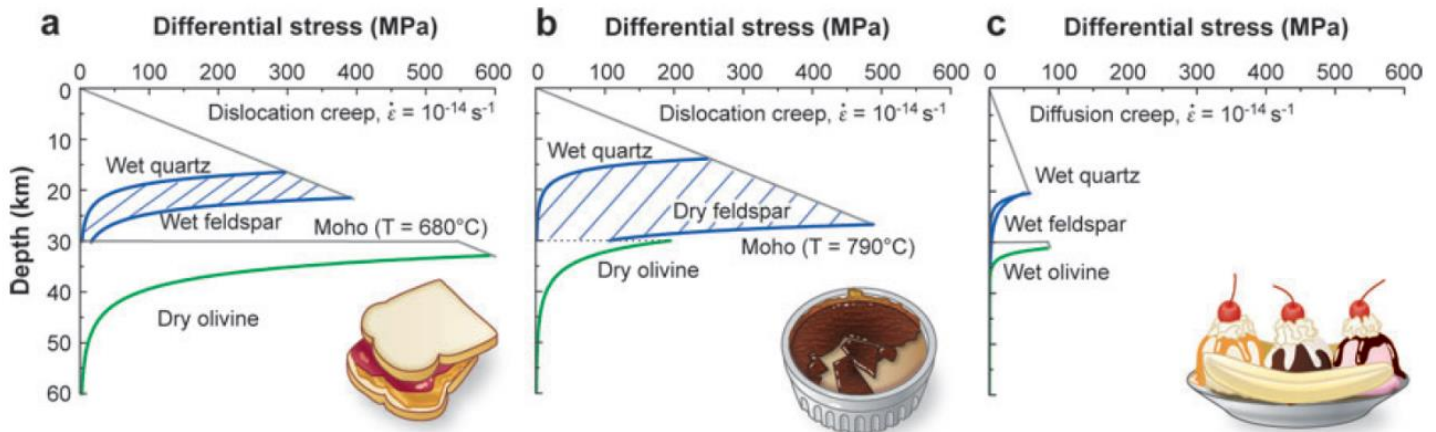 a Differential stress (MPa)
0 100 200 300 400 500 600
0
10
20
30
40
50
60
Depth (km)
Dislocation creep, ε̇ = 10⁻¹⁴ s⁻¹
Wet quartz
Wet feldspar
Moho (T = 680°C)
Dry olivine
b Differential stress (MPa)
0 100 200 300 400 500 600
Dislocation creep, ε̇ = 10⁻¹⁴ s⁻¹
Wet quartz
Dry feldspar
Moho (T = 790°C)
Dry olivine
c Differential stress (MPa)
0 100 200 300 400 500 600
Diffusion creep, ε̇ = 10⁻¹⁴ s⁻¹
Wet quartz
Wet feldspar
Wet olivine